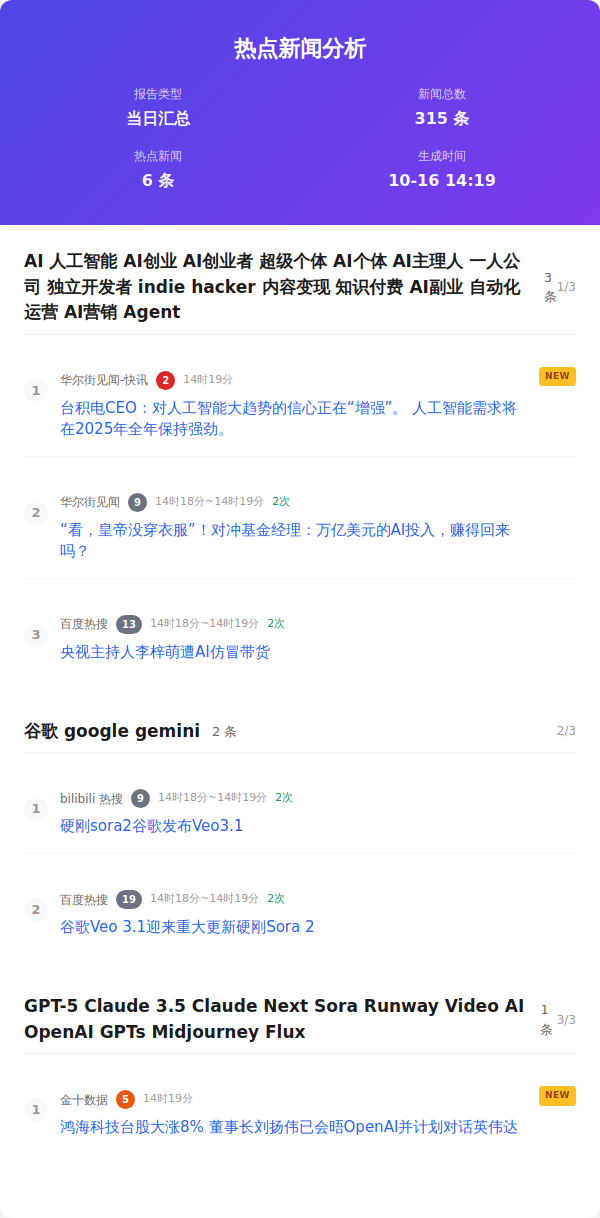 热点新闻分析
报告类型
当日汇总
新闻总数
315 条
热点新闻
6 条
生成时间
10-16 14:19
AI 人工智能 AI创业 AI创业者 超级个体 AI个体 AI主理人 一人公
司 独立开发者 indie hacker 内容变现 知识付费 AI副业 自动化
运营 AI营销 Agent
3
条
1/3
1
华尔街见闻-快讯 2 14时19分
NEW
台积电CEO：对人工智能大趋势的信心正在“增强”。 人工智能需求将
在2025年全年保持强劲。
2
华尔街见闻 9 14时18分~14时19分 2次
“看，皇帝没穿衣服”！对冲基金经理：万亿美元的AI投入，赚得回来
吗？
3
百度热搜 13 14时18分~14时19分 2次
央视主持人李梓萌遭AI仿冒带货
谷歌 google gemini 2 条 2/3
1
bilibili 热搜 9 14时18分~14时19分 2次
硬刚sora2谷歌发布Veo3.1
2
百度热搜 19 14时18分~14时19分 2次
谷歌Veo 3.1迎来重大更新硬刚Sora 2
GPT-5 Claude 3.5 Claude Next Sora Runway Video AI
OpenAI GPTs Midjourney Flux
1
条
3/3
1
金十数据 5 14时19分
NEW
鸿海科技台股大涨8% 董事长刘扬伟已会晤OpenAI并计划对话英伟达